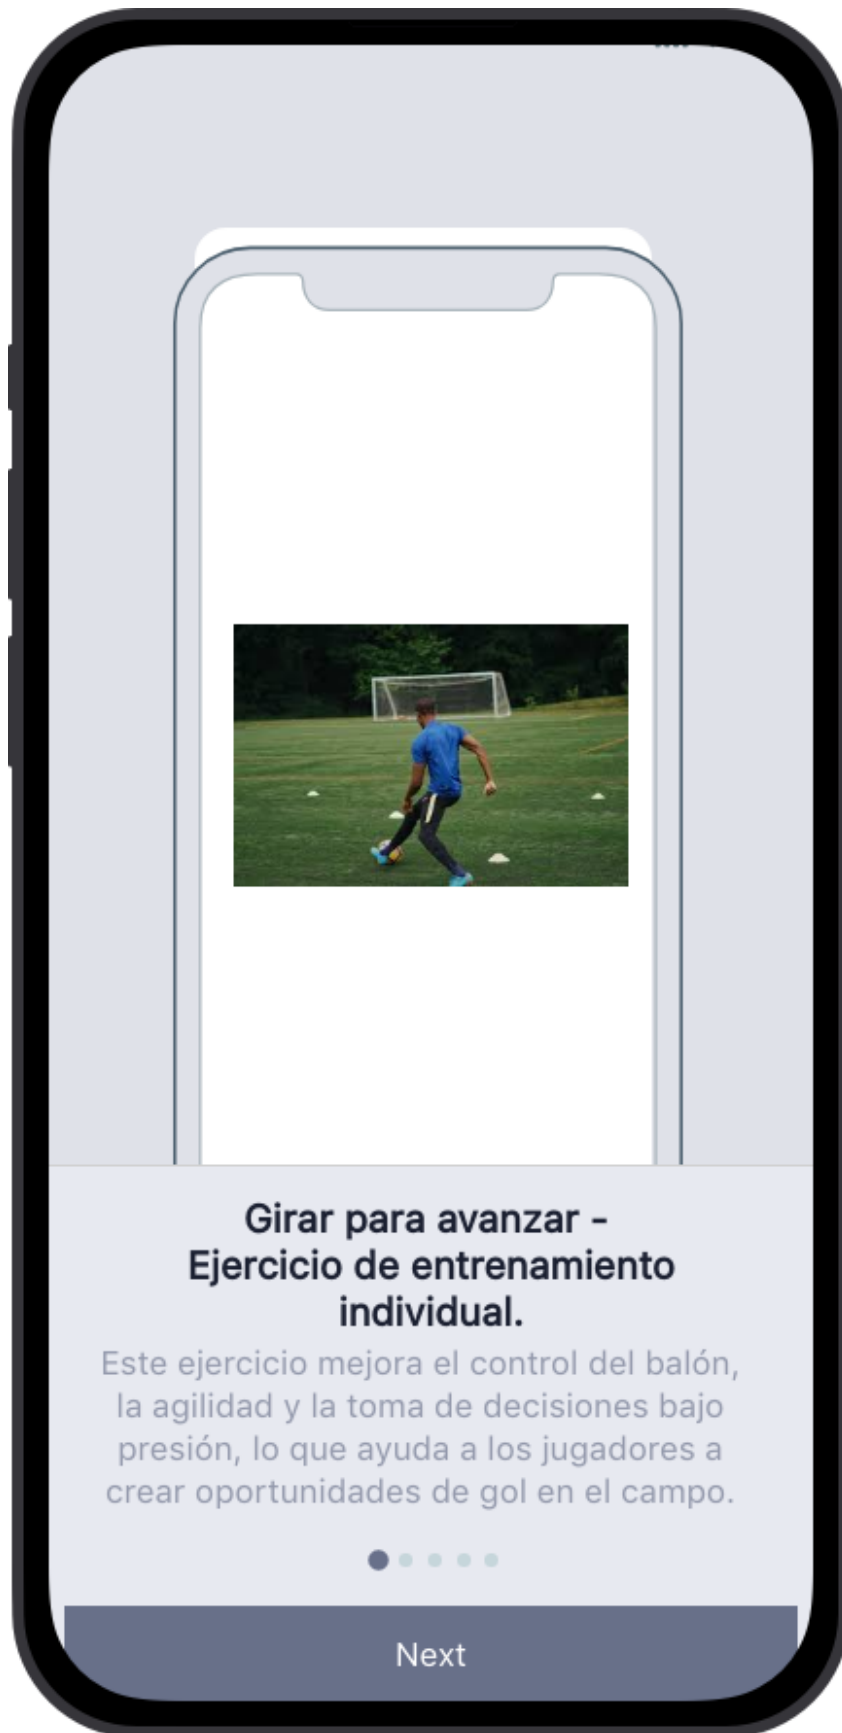 Girar para avanzar -
Ejercicio de entrenamiento
individual.
Este ejercicio mejora el control del balón,
la agilidad y la toma de decisiones bajo
presión, lo que ayuda a los jugadores a
crear oportunidades de gol en el campo.
Next